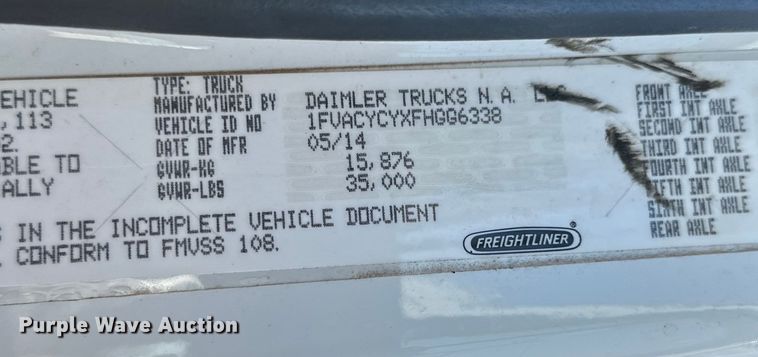 EHICLE
, 113
2.
BLE TO
ALLY
TYPE: TRUCK
MANUFACTURED BY DAIMLER TRUCKS N. A.
VEHICLE ID NO 1FVACYCYXFHGG6338
DATE OF MFR 05/14
GVWR-KG 15,876
GVWR-LBS 35,000
FRONT AXLE
FIRST INT AXLE
SECOND INT AXLE
THIRD INT AXLE
FOURTH INT AXLE
FIFTH INT AXLE
SIXTH INT AXLE
REAR AXLE
S IN THE INCOMPLETE VEHICLE DOCUMENT
CONFORM TO FMVSS 108.
FREIGHTLINER
Purple Wave Auction